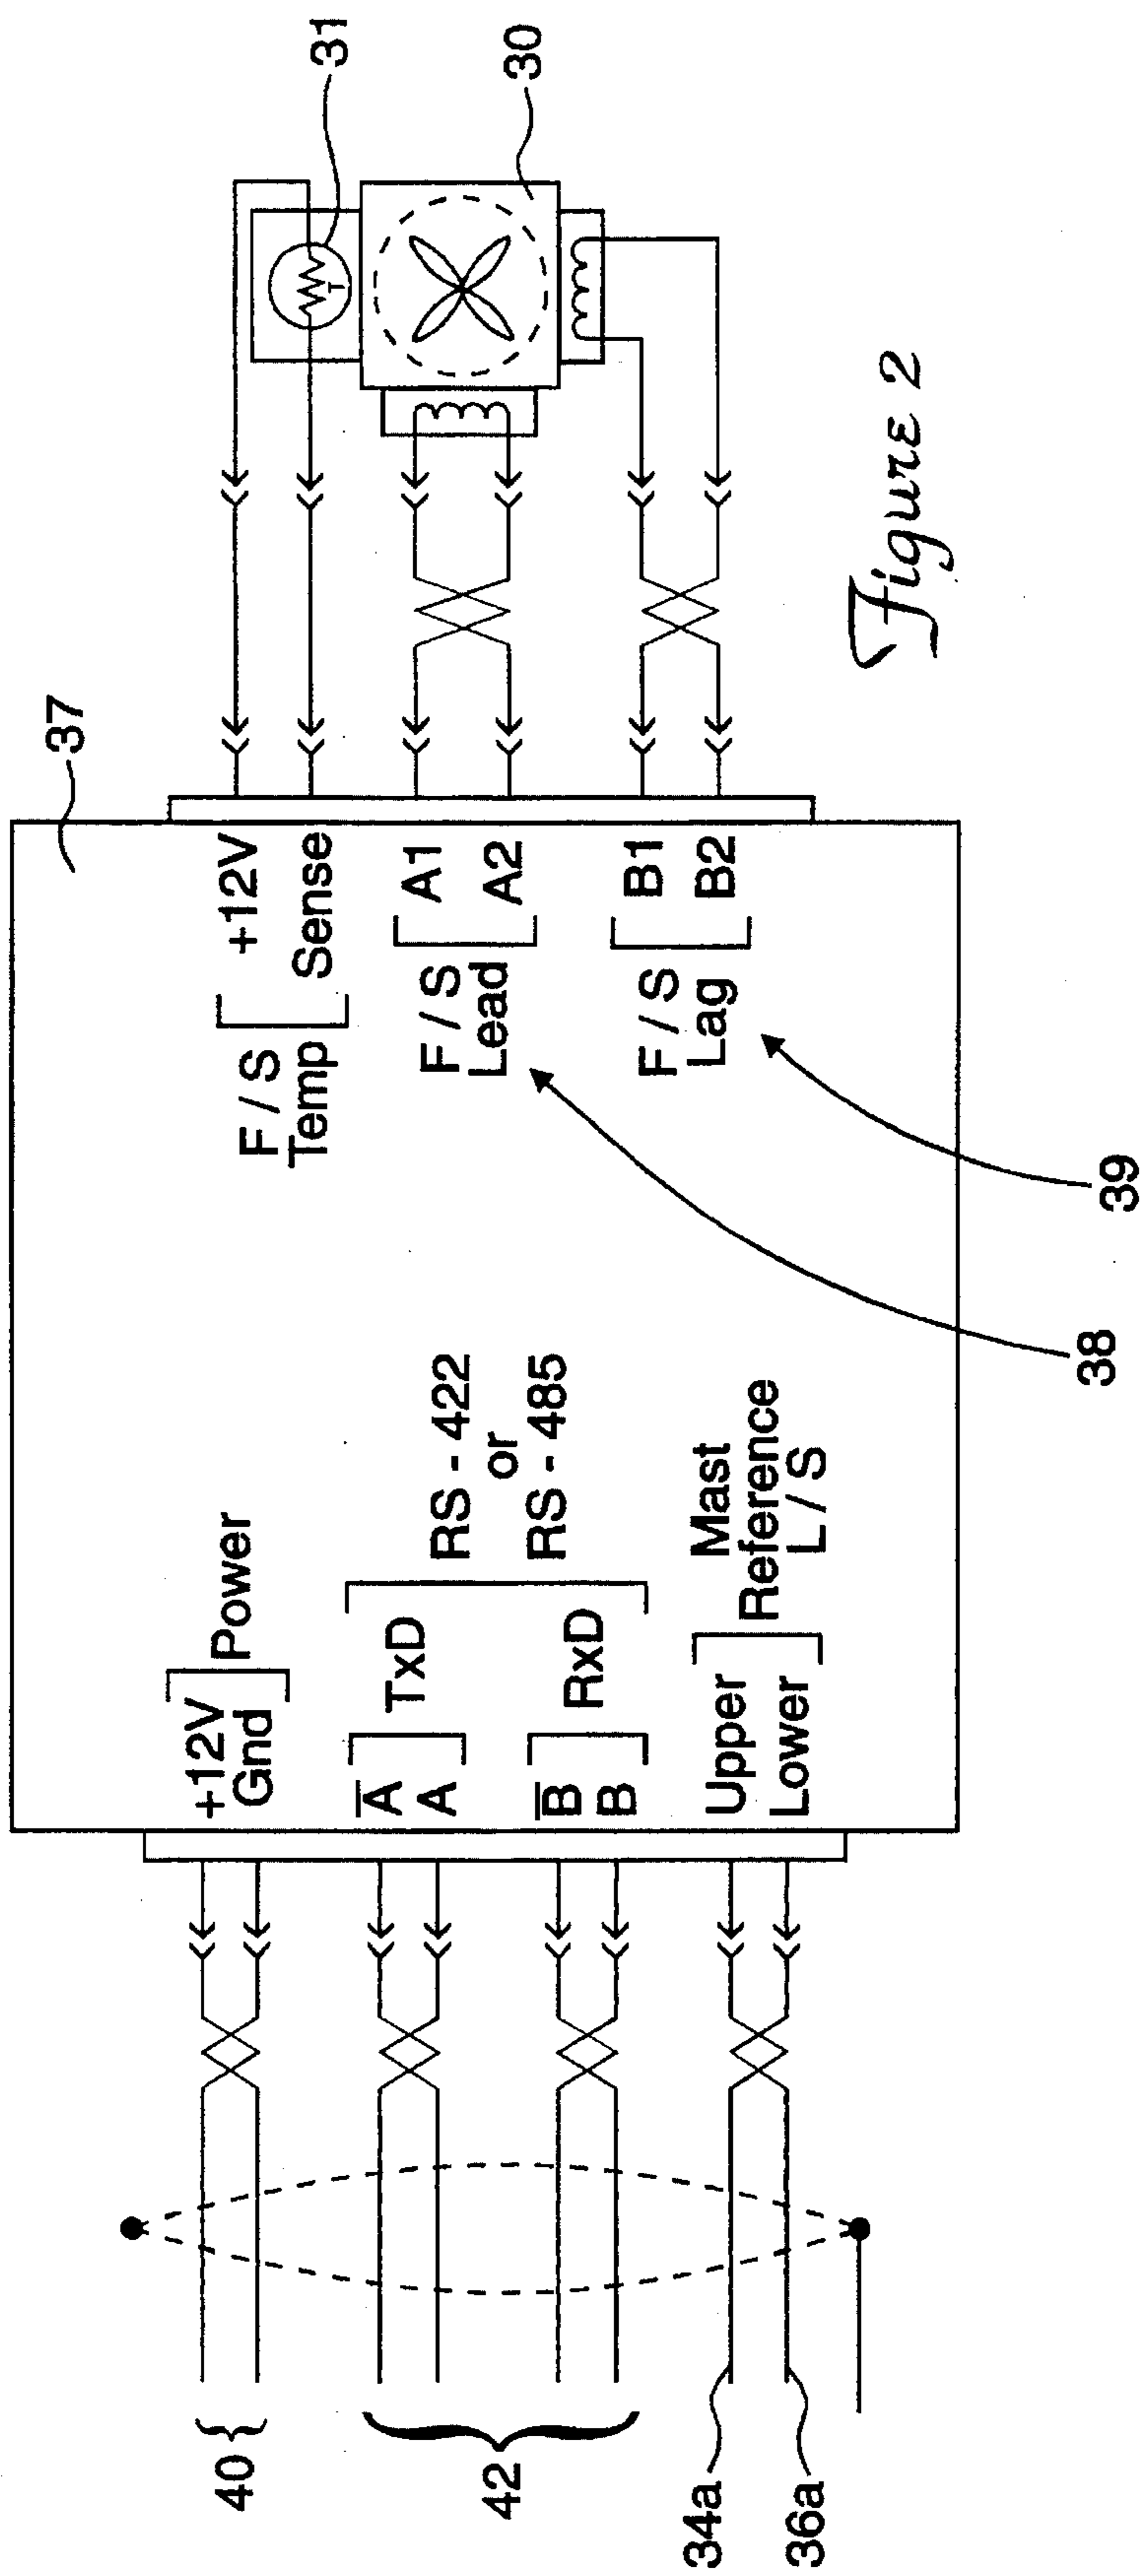 37
31
30
+12V
Gnd
Power
A̅
A
TxD
B̅
B
RxD
RS - 422
or
RS - 485
Upper
Lower
Mast
Reference
L / S
F / S
Temp
+12V
Sense
F / S
Lead
A1
A2
F / S
Lag
B1
B2
T
40
42
34a
36a
38
39
Figure 2